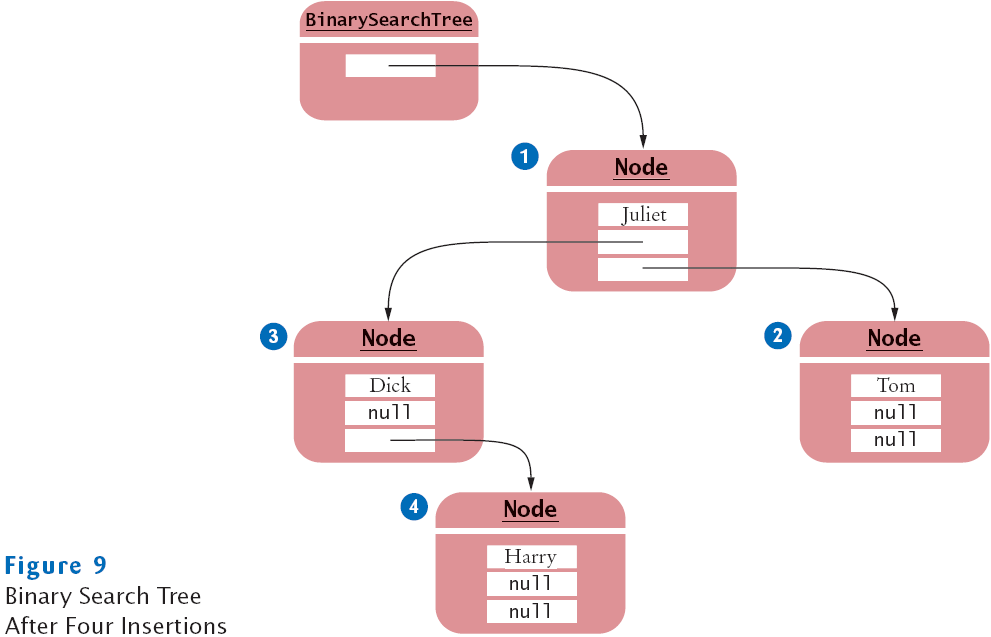 BinarySearchTree
1
Node
Juliet
3
Node
Dick
null
2
Node
Tom
null
null
4
Node
Harry
null
null
Figure 9
Binary Search Tree
After Four Insertions